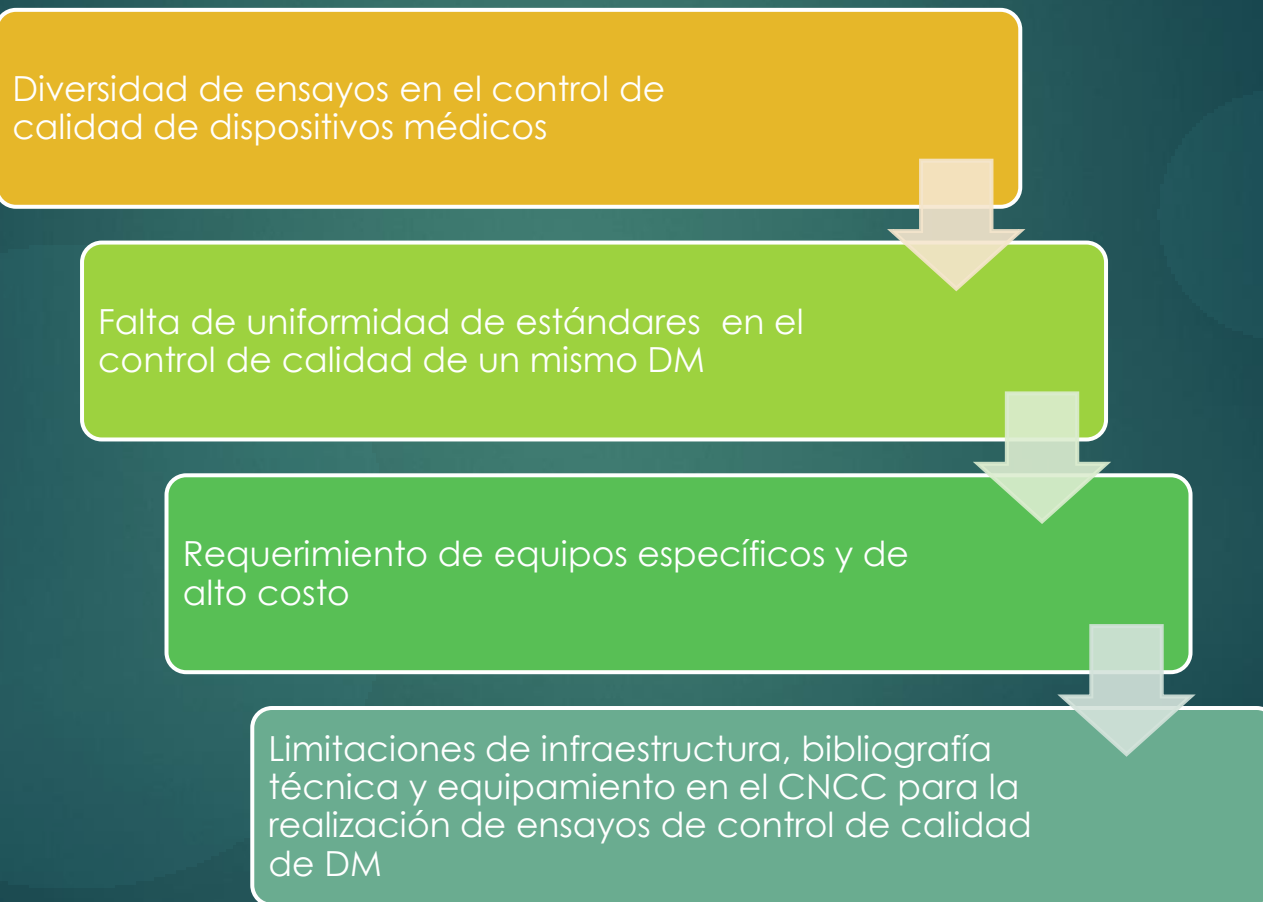 Diversidad de ensayos en el control de
calidad de dispositivos médicos
Falta de uniformidad de estándares  en el
control de calidad de un mismo DM
Requerimiento de equipos específicos y de
alto costo
Limitaciones de infraestructura, bibliografía
técnica y equipamiento en el CNCC para la
realización de ensayos de control de calidad
de DM